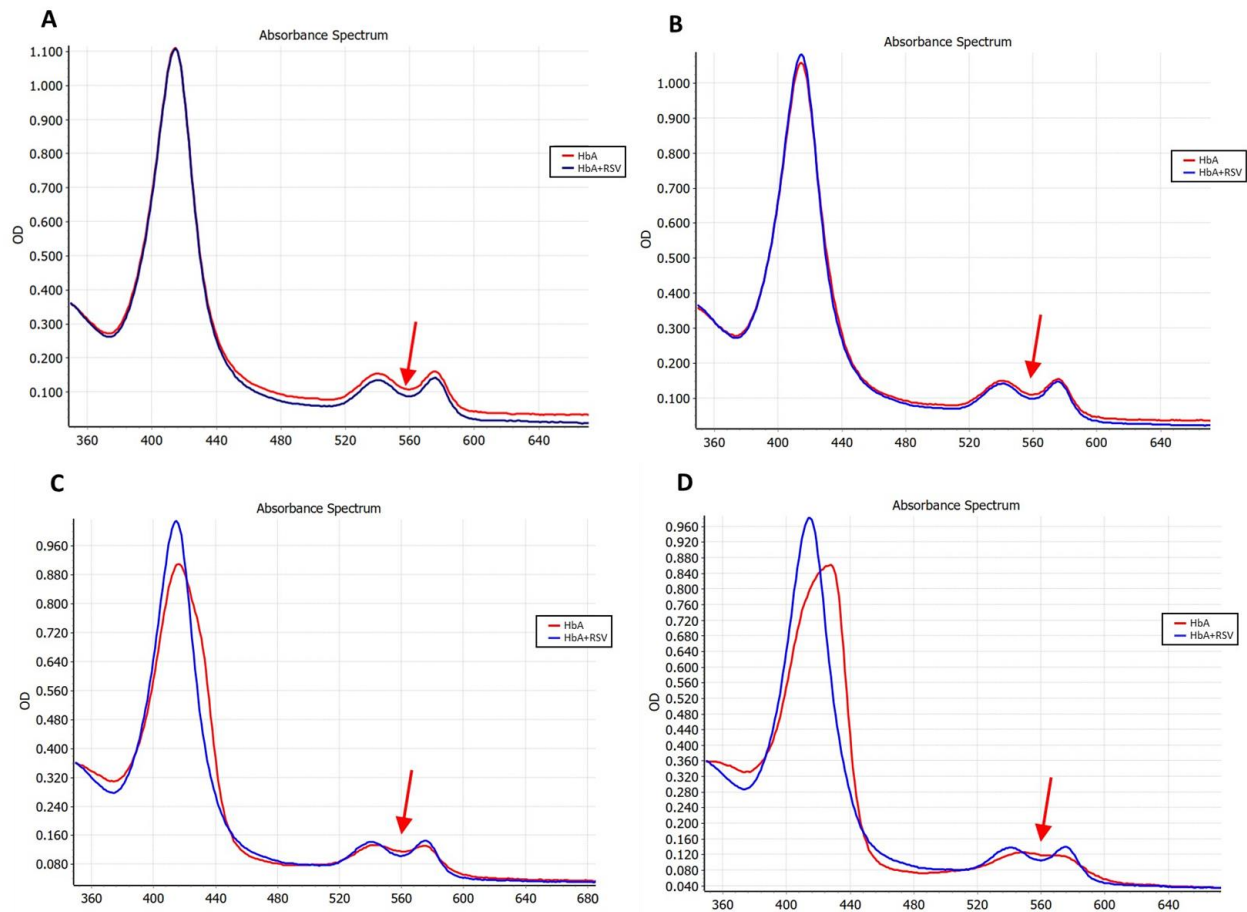 A
Absorbance Spectrum
1.100
1.000
0.900
0.800
0.700
0.600
0.500
0.400
0.300
0.200
0.100
OD
HbA
HbA+RSV
360 400 440 480 520 560 600 640
B
Absorbance Spectrum
1.000
0.900
0.800
0.700
0.600
0.500
0.400
0.300
0.200
0.100
OD
HbA
HbA+RSV
360 400 440 480 520 560 600 640
C
Absorbance Spectrum
0.960
0.880
0.800
0.720
0.640
0.560
0.480
0.400
0.320
0.240
0.160
0.080
OD
HbA
HbA+RSV
360 400 440 480 520 560 600 640 680
D
Absorbance Spectrum
0.960
0.920
0.880
0.840
0.800
0.760
0.720
0.680
0.640
0.600
0.560
0.520
0.480
0.440
0.400
0.360
0.320
0.280
0.240
0.200
0.160
0.120
0.080
0.040
OD
HbA
HbA+RSV
360 400 440 480 520 560 600 640